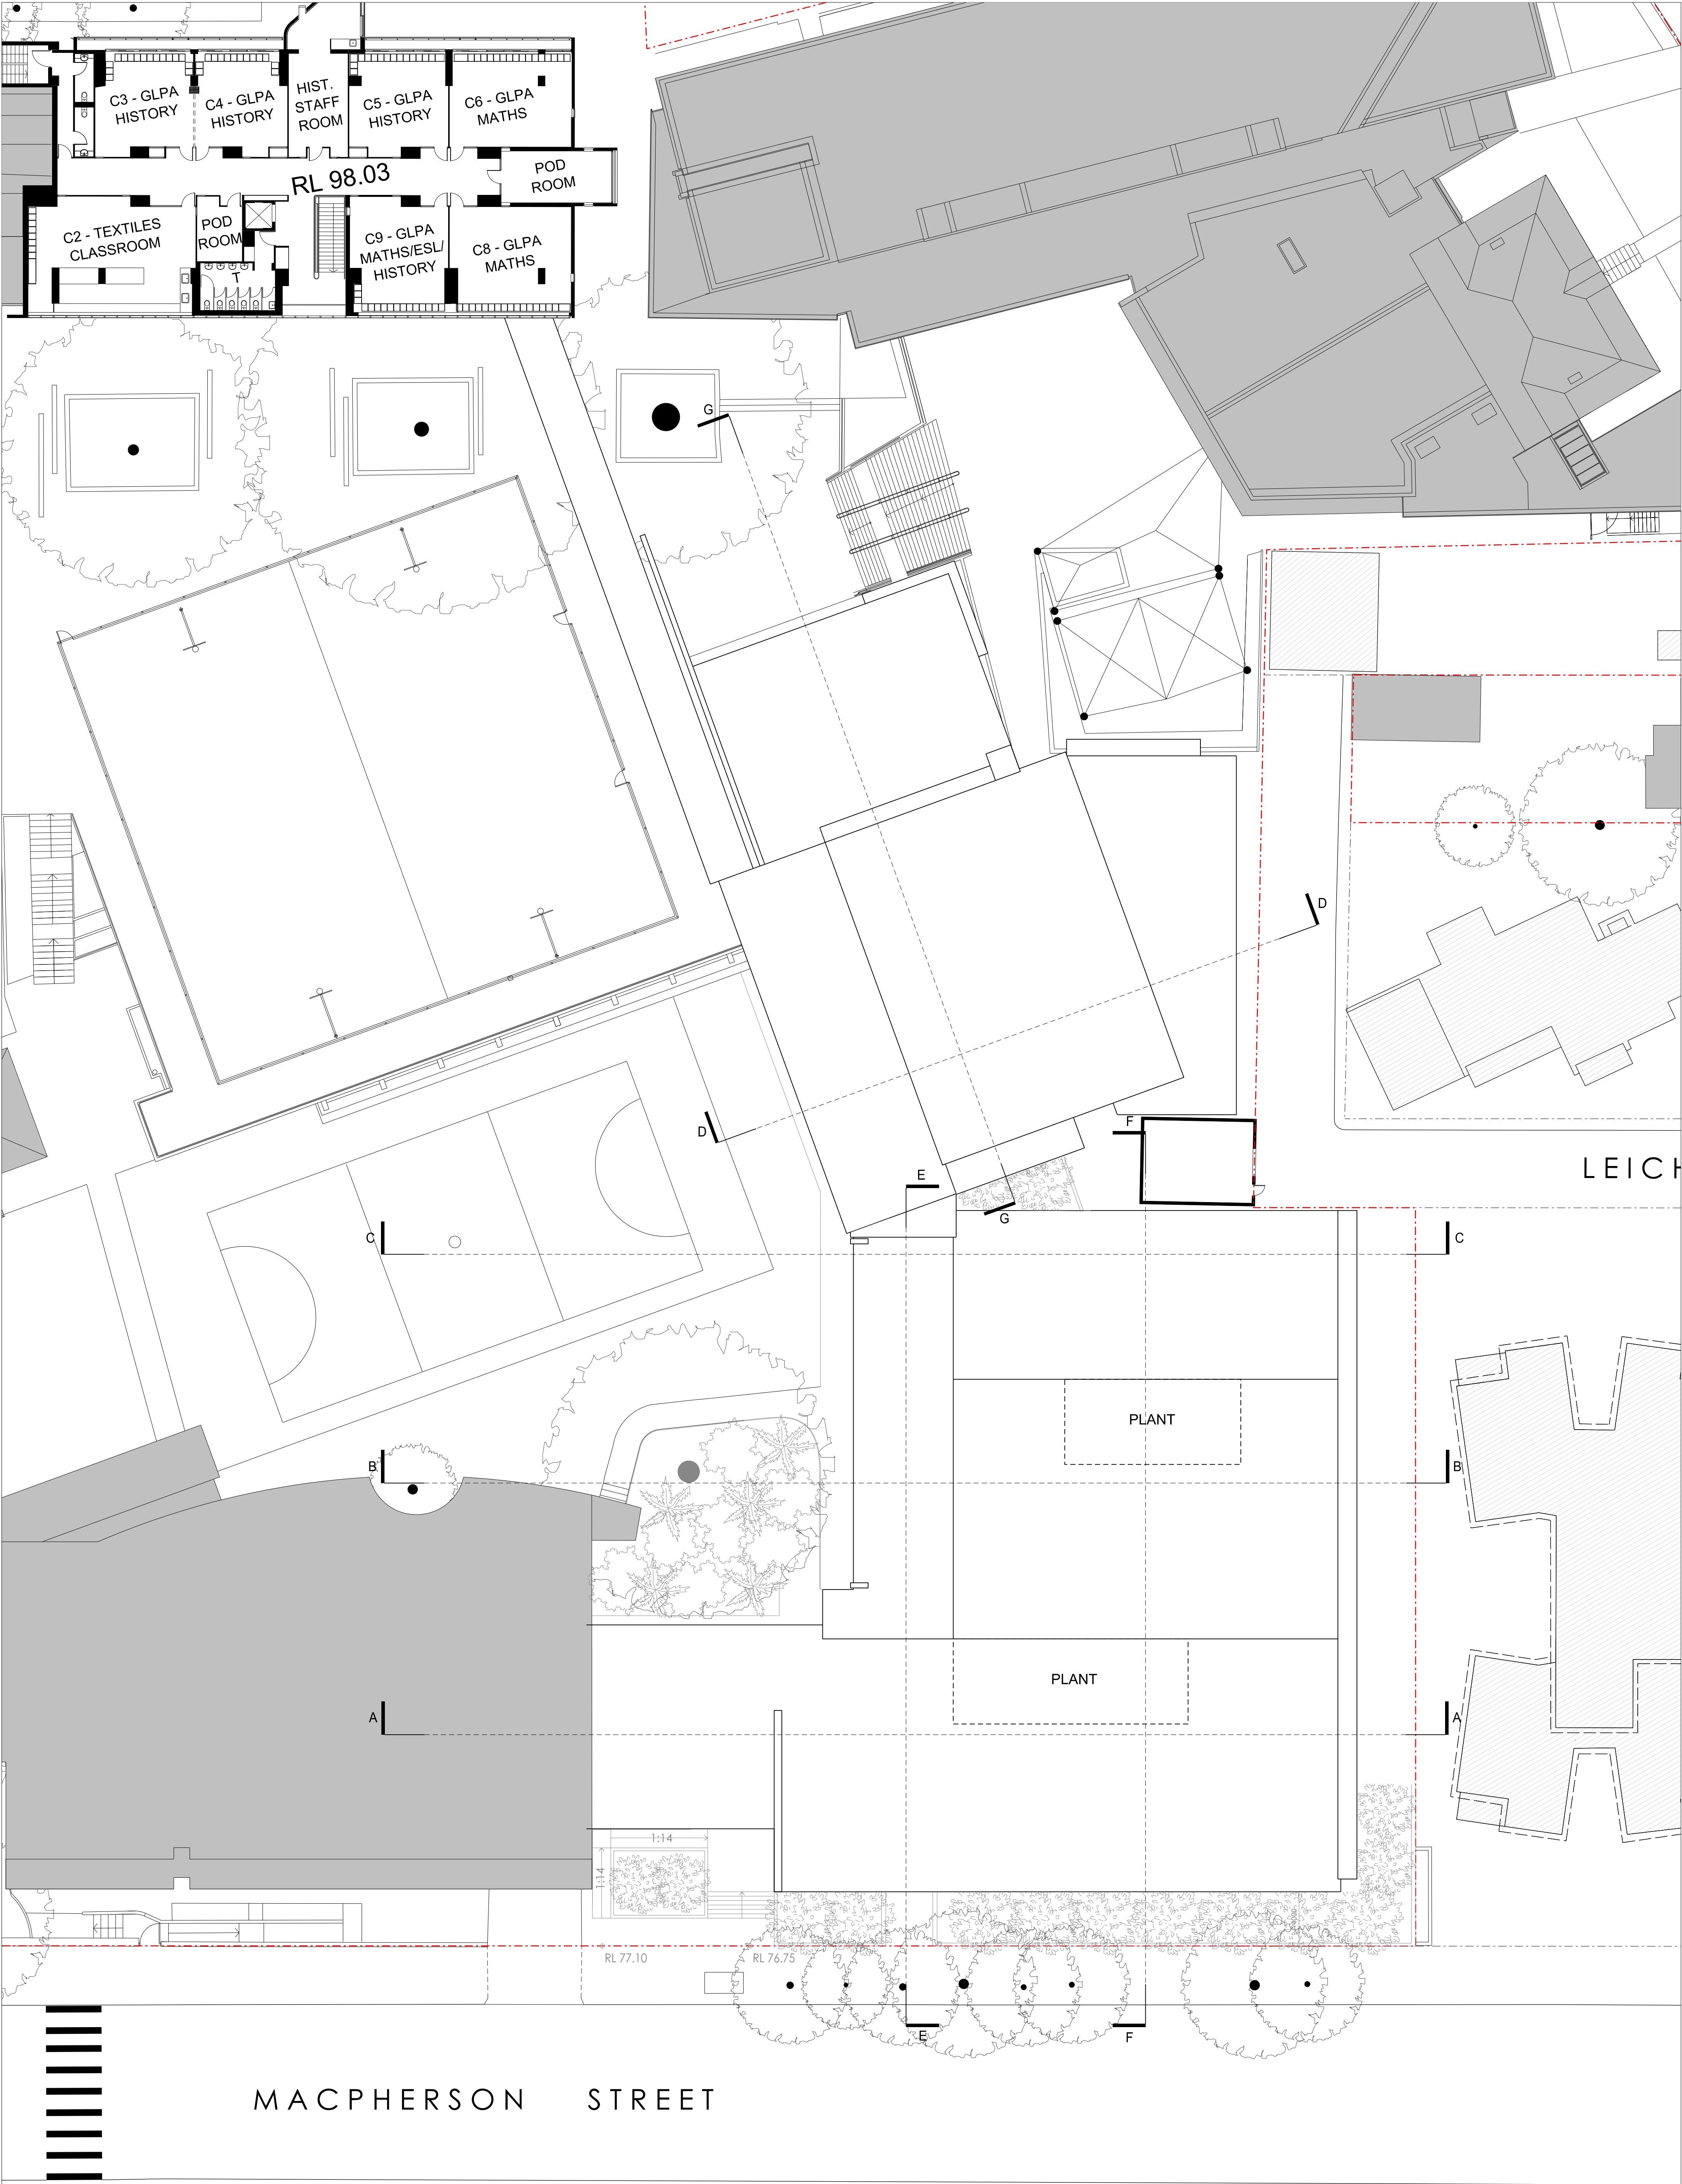 C3 - GLPA
HISTORY
C4 - GLPA
HISTORY
HIST.
STAFF
ROOM
C5 - GLPA
HISTORY
C6 - GLPA
MATHS
POD
ROOM
RL 98.03
C2 - TEXTILES
CLASSROOM
POD
ROOM
T
C9 - GLPA
MATHS/ESL/
HISTORY
C8 - GLPA
MATHS
G
D
D
F
E
G
LEICH
C
C
PLANT
B
B
PLANT
A
A
1:14
1:14
RL 77.10
RL 76.75
E
F
MACPHERSON STREET